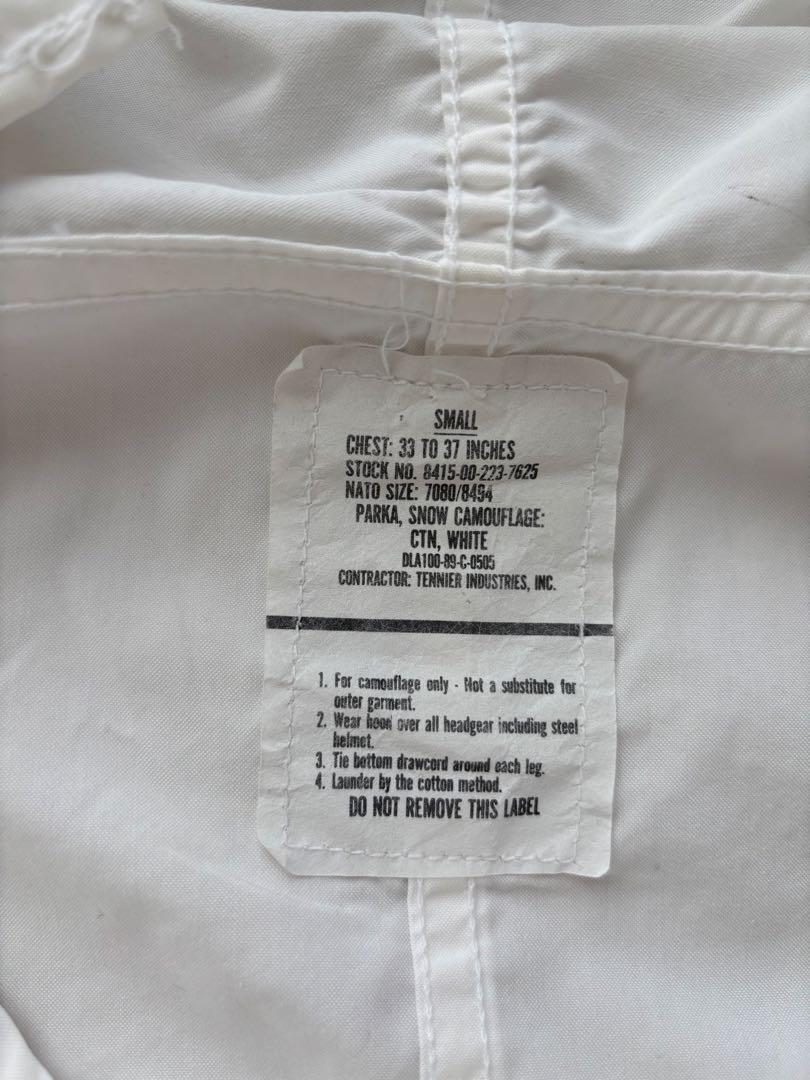 SMALL
CHEST: 33 TO 37 INCHES
STOCK NO. 8415-00-223-7625
NATO SIZE: 7080/8494
PARKA, SNOW CAMOUFLAGE:
CTN, WHITE
DLA100-89-C-0505
CONTRACTOR: TENNIER INDUSTRIES, INC.
1. For camouflage only - Not a substitute for
outer garment.
2. Wear hood over all headgear including steel
helmet.
3. Tie bottom drawcord around each leg.
4. Launder by the cotton method.
DO NOT REMOVE THIS LABEL